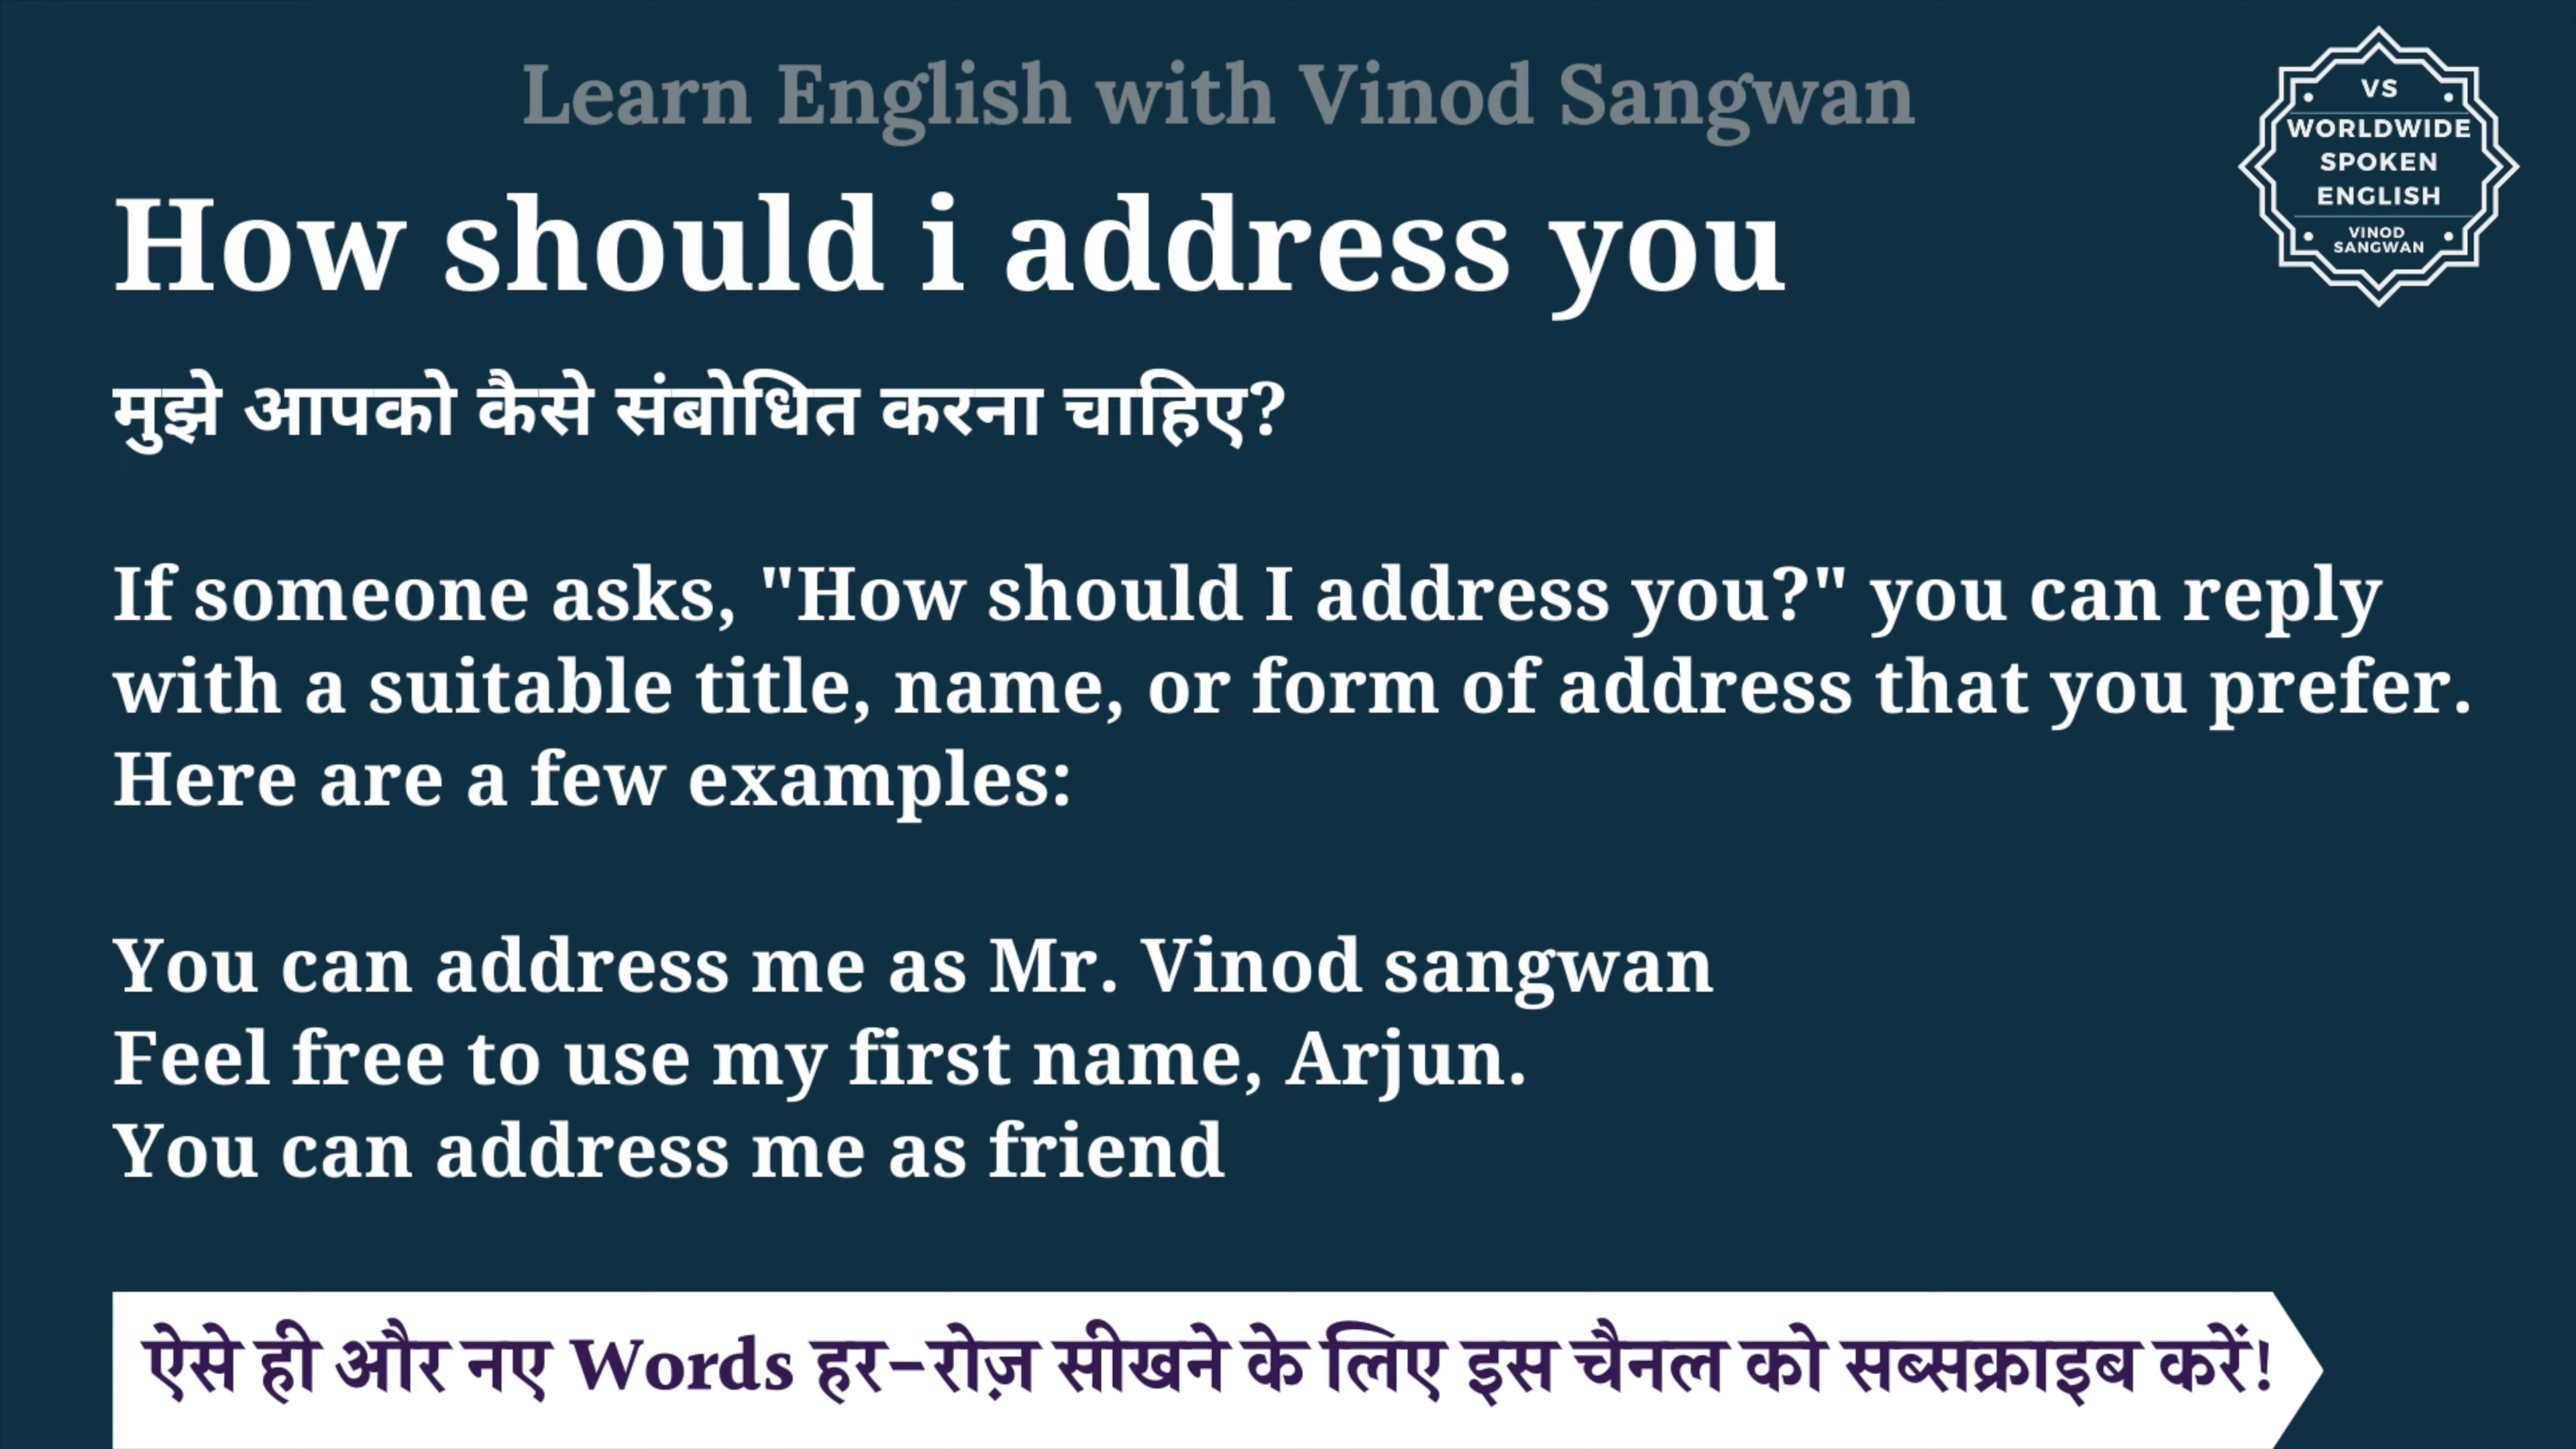 Learn English with Vinod Sangwan
VS
WORLDWIDE
SPOKEN
ENGLISH
VINOD
SANGWAN
How should i address you
मुझे आपको कैसे संबोधित करना चाहिए?
If someone asks, "How should I address you?" you can reply
with a suitable title, name, or form of address that you prefer.
Here are a few examples:
You can address me as Mr. Vinod sangwan
Feel free to use my first name, Arjun.
You can address me as friend
ऐसे ही और नए Words हर-रोज़ सीखने के लिए इस चैनल को सब्सक्राइब करें!